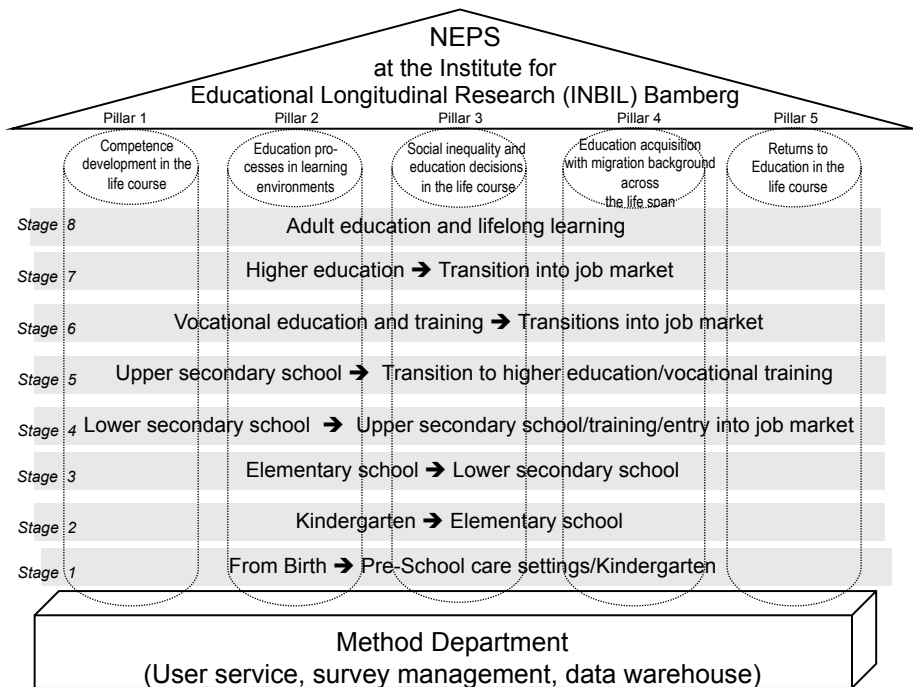 NEPS
at the Institute for
Educational Longitudinal Research (INBIL) Bamberg
Pillar 1
Pillar 2
Pillar 3
Pillar 4
Pillar 5
Competence
development in the
life course
Education pro-
cesses in learning
environments
Social inequality and
education decisions
in the life course
Education acquisition
with migration background
across
the life span
Returns to
Education in the
life course
Stage 8
Adult education and lifelong learning
Stage 7
Higher education ➔ Transition into job market
Stage 6
Vocational education and training ➔ Transitions into job market
Stage 5
Upper secondary school ➔ Transition to higher education/vocational training
Stage 4
Lower secondary school ➔ Upper secondary school/training/entry into job market
Stage 3
Elementary school ➔ Lower secondary school
Stage 2
Kindergarten ➔ Elementary school
Stage 1
From Birth ➔ Pre-School care settings/Kindergarten
Method Department
(User service, survey management, data warehouse)